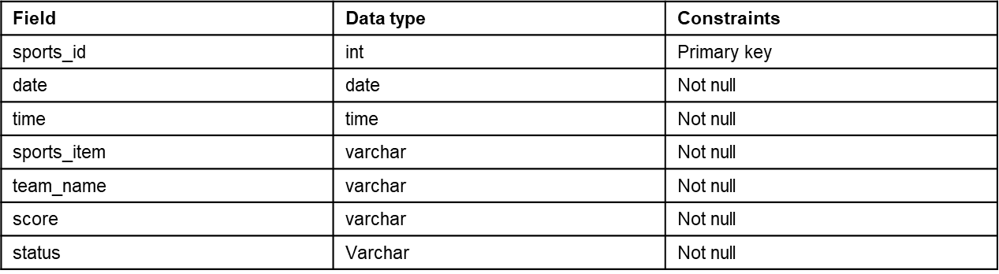 Field Data type Constraints
sports_id int Primary key
date date Not null
time time Not null
sports_item varchar Not null
team_name varchar Not null
score varchar Not null
status Varchar Not null